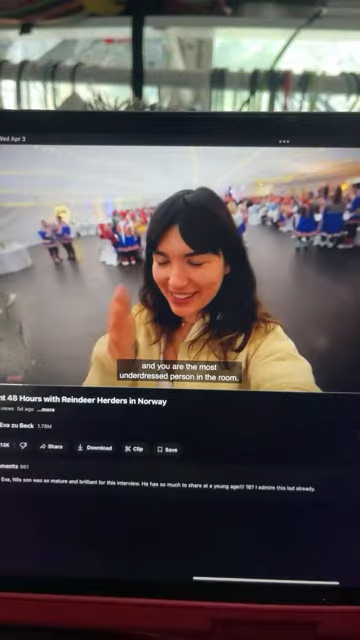 Wed Apr 3
and you are the most
underdressed person in the room.
nt 48 Hours with Reindeer Herders in Norway
views 5d ago ...more
Eva zu Beck 1.78M
13K Share Download Clip Save
ments 961
Eva, Nils son was so mature and brilliant for this interview. He has so much to share at a young age!!! 16? I admire this lad already.